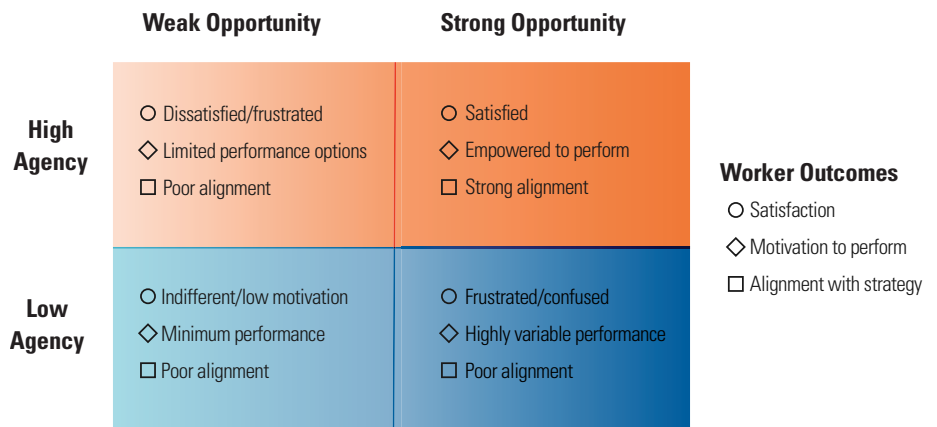 Weak Opportunity
Strong Opportunity
High
Agency
Dissatisfied/frustrated
Limited performance options
Poor alignment
Satisfied
Empowered to perform
Strong alignment
Low
Agency
Indifferent/low motivation
Minimum performance
Poor alignment
Frustrated/confused
Highly variable performance
Poor alignment
Worker Outcomes
Satisfaction
Motivation to perform
Alignment with strategy